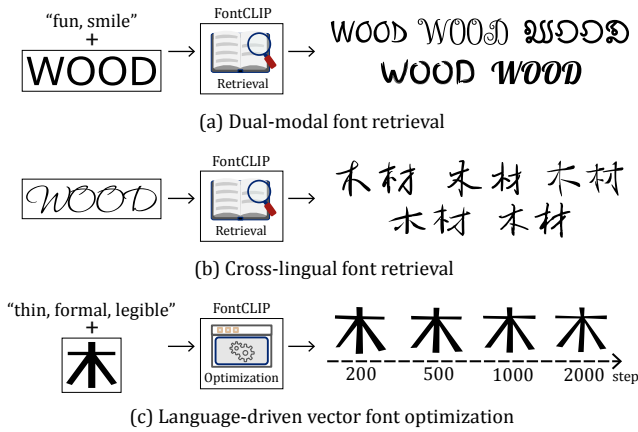 "fun, smile"
+
WOOD
FontCLIP
Retrieval
WOOD WOOD WOOD
WOOD WOOD
(a) Dual-modal font retrieval
WOOD
FontCLIP
Retrieval
木材 木材 木材
木材 木材
(b) Cross-lingual font retrieval
"thin, formal, legible"
+
木
FontCLIP
Optimization
木 木 木 木
200 500 1000 2000 step
(c) Language-driven vector font optimization